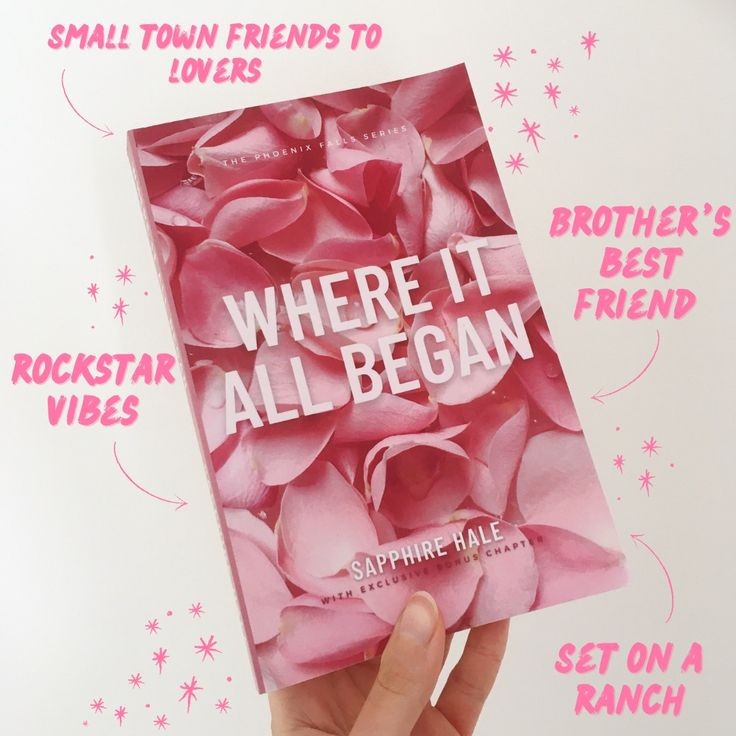 SMALL TOWN FRIENDS TO
LOVERS
THE PHOENIX FALLS SERIES
BROTHER'S
BEST
FRIEND
WHERE IT
ALL BEGAN
ROCKSTAR
VIBES
SAPPHIRE HALE
WITH EXCLUSIVE BONUS CHAPTER
SET ON A
RANCH